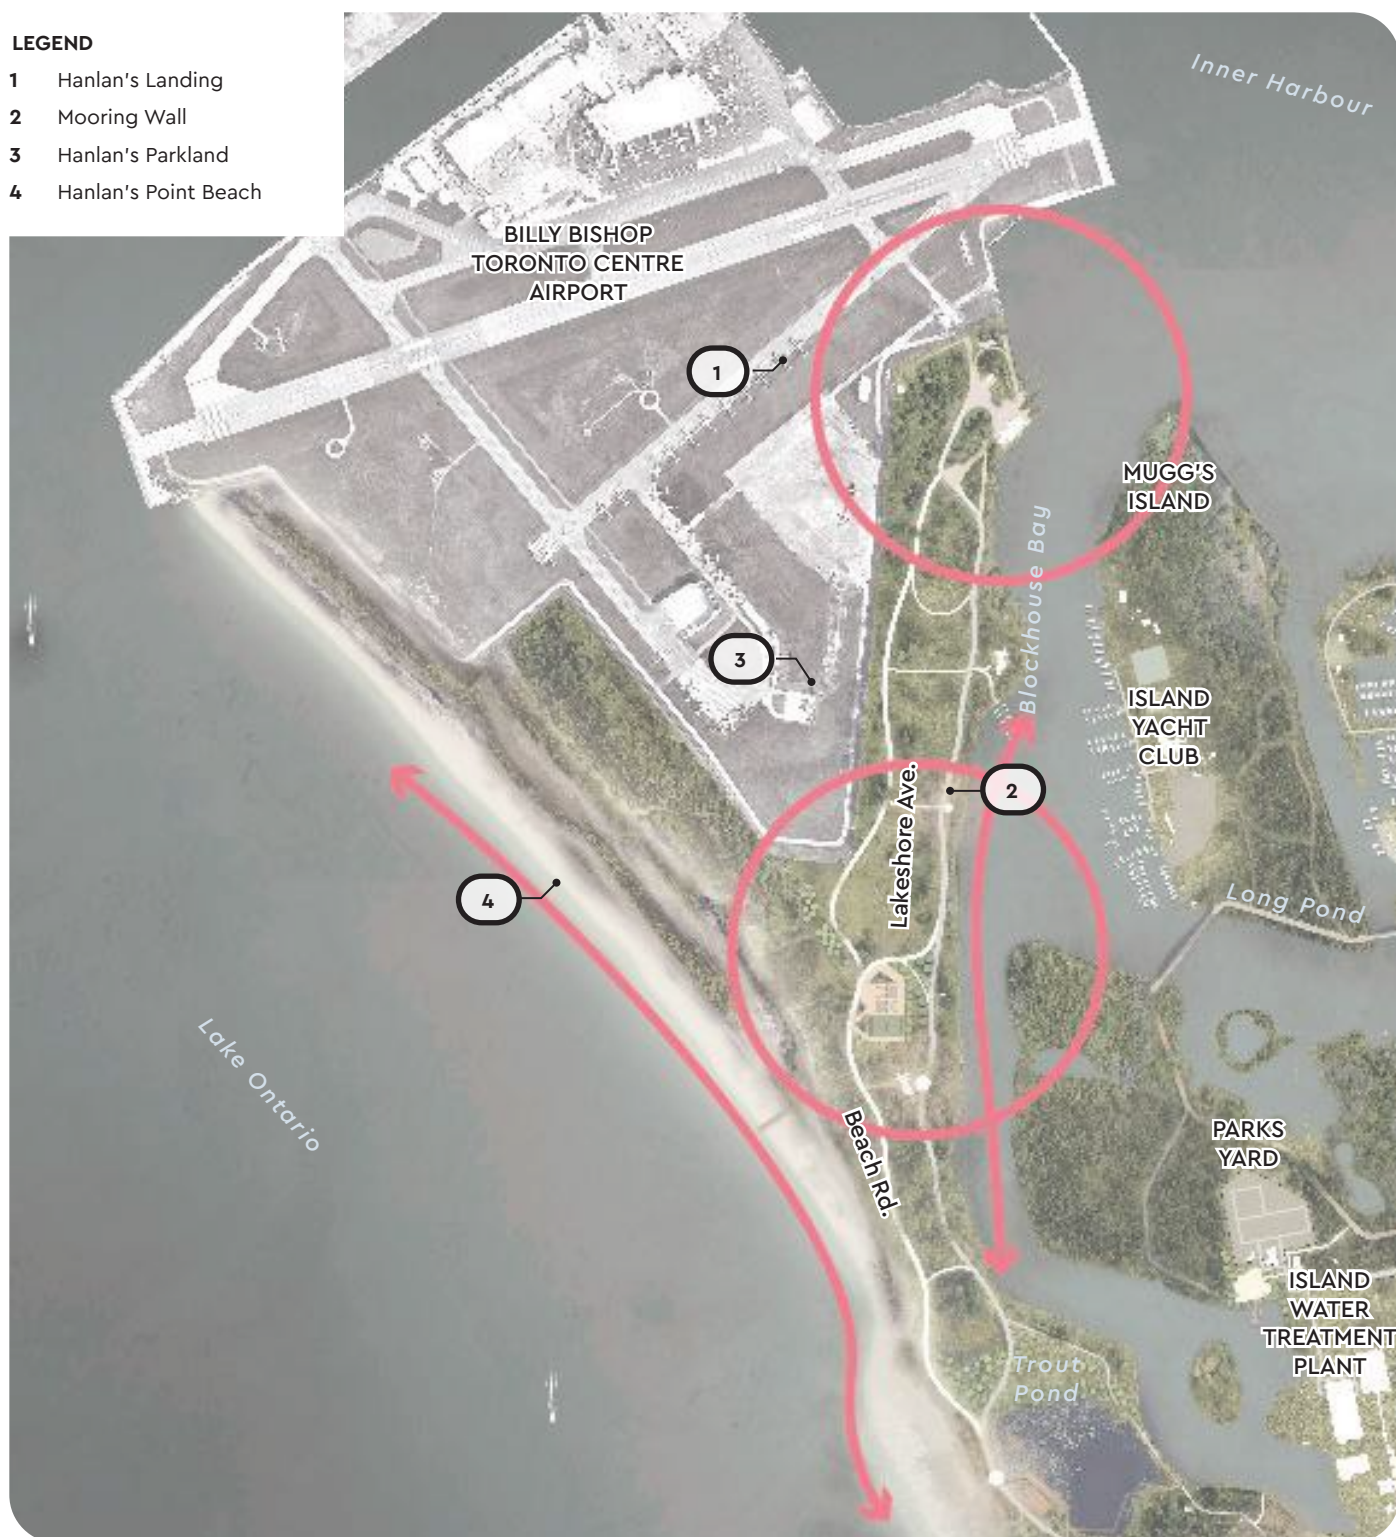 LEGEND
1 Hanlan's Landing
2 Mooring Wall
3 Hanlan's Parkland
4 Hanlan's Point Beach
Inner Harbour
BILLY BISHOP
TORONTO CENTRE
AIRPORT
1
MUGG'S
ISLAND
Blockhouse Bay
3
ISLAND
YACHT
CLUB
2
Lakeshore Ave.
4
Long Pond
Lake Ontario
Beach Rd.
PARKS
YARD
ISLAND
WATER
TREATMENT
PLANT
Trout
Pond